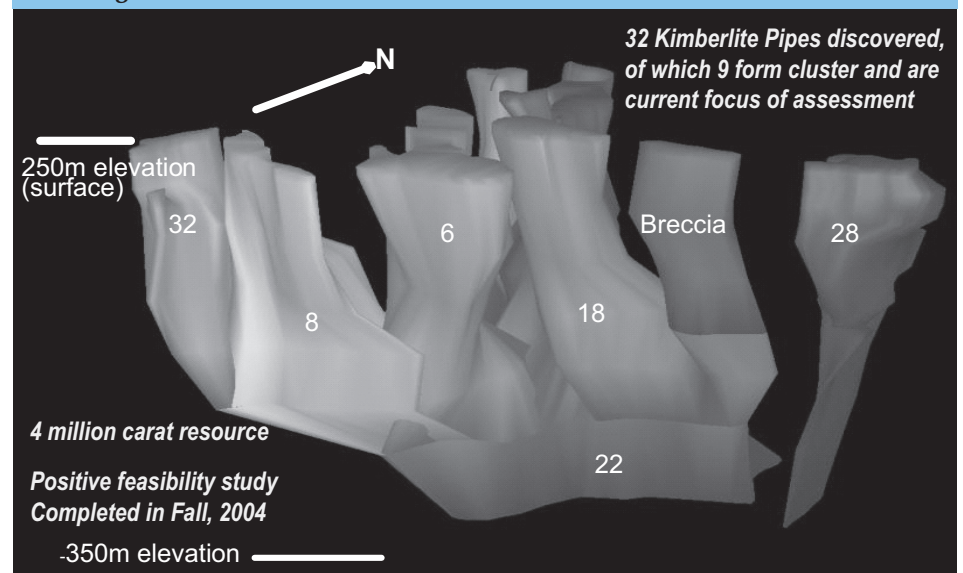 32 Kimberlite Pipes discovered,
of which 9 form cluster and are
current focus of assessment
N
250m elevation
(surface)
32
8
6
18
Breccia
28
22
4 million carat resource
Positive feasibility study
Completed in Fall, 2004
-350m elevation